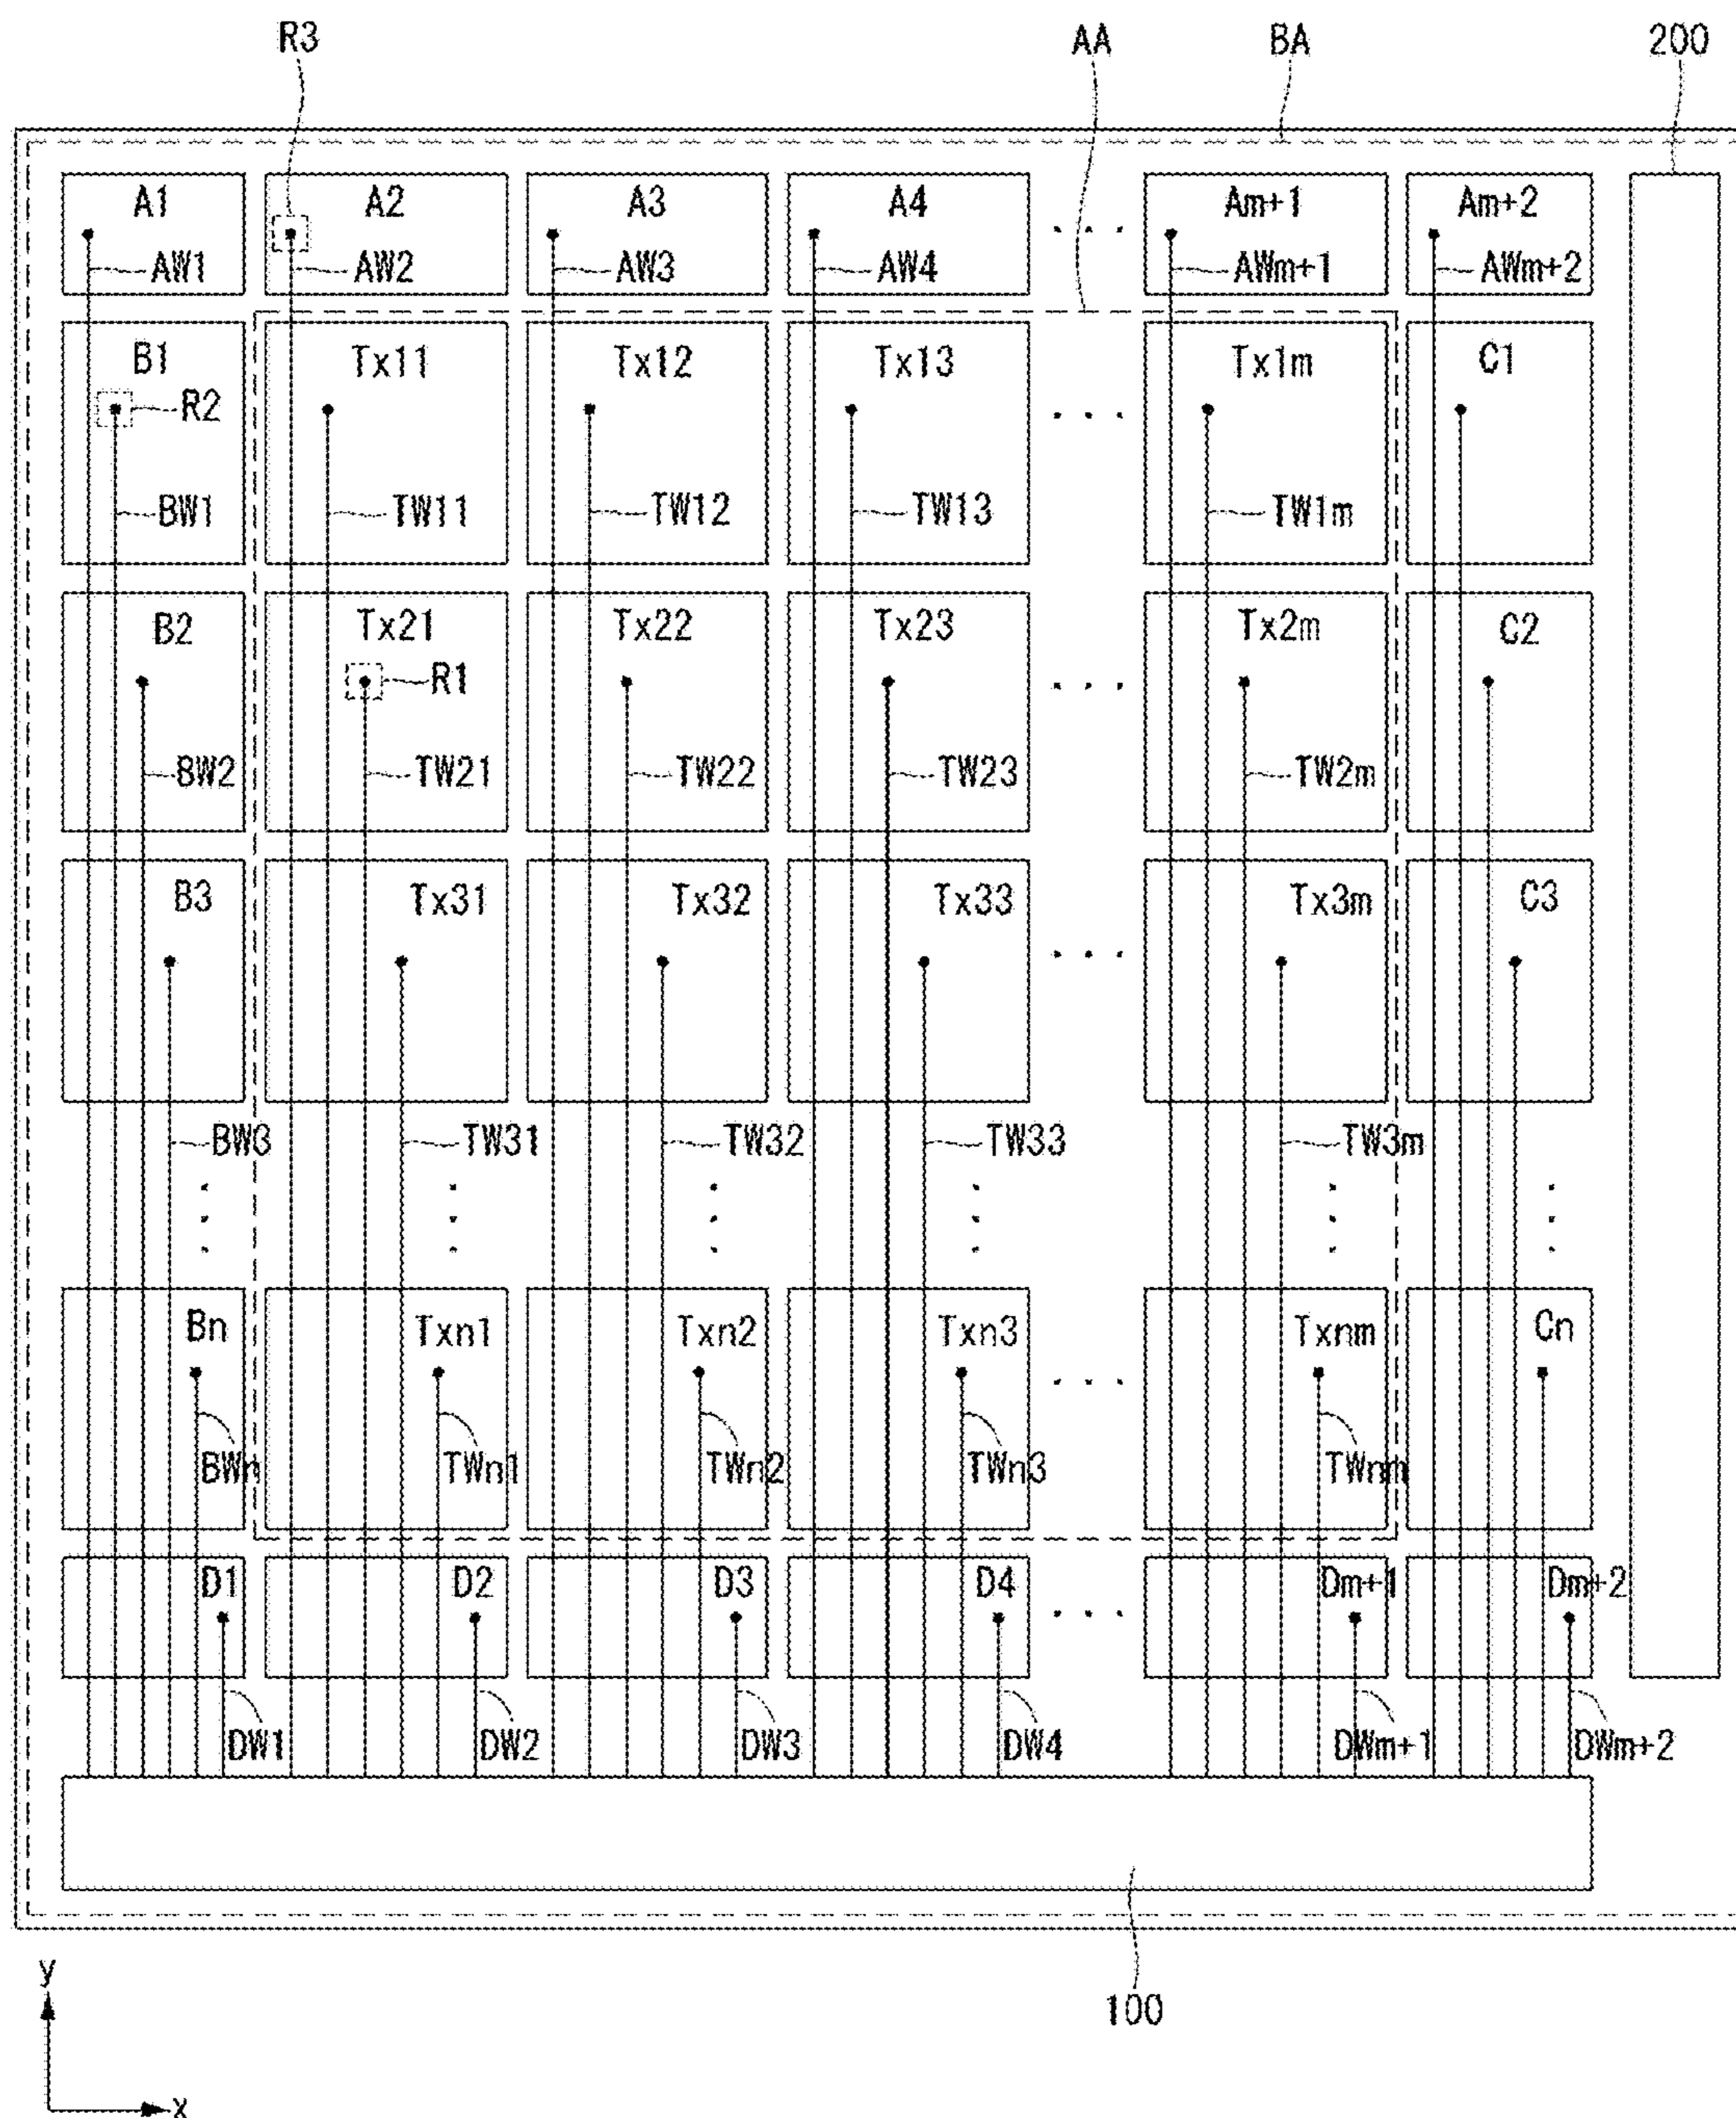 R3 AA BA 200
A1 A2 A3 A4 Am+1 Am+2
AW1 AW2 AW3 AW4 AWm+1 AWm+2
B1 Tx11 Tx12 Tx13 Tx1m C1
R2
BW1 TW11 TW12 TW13 TW1m
B2 Tx21 Tx22 Tx23 Tx2m C2
R1
BW2 TW21 TW22 TW23 TW2m
B3 Tx31 Tx32 Tx33 Tx3m C3
BW3 TW31 TW32 TW33 TW3m
Bn Txn1 Txn2 Txn3 Txnm Cn
BWn TWn1 TWn2 TWn3 TWnm
D1 D2 D3 D4 Dm+1 Dm+2
DW1 DW2 DW3 DW4 DWm+1 DWm+2
y
100
x